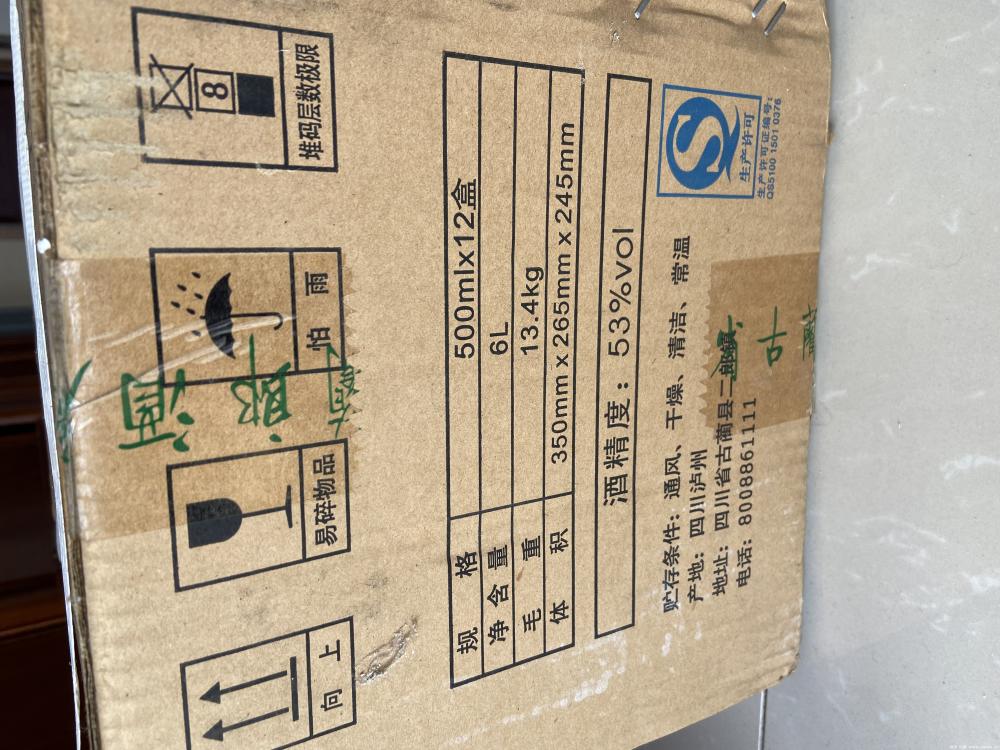 向 上
易碎物品
怕 雨
8
堆码层数极限
规 格 500mlx12盒
净含量 6L
毛 重 13.4kg
体 积 350mm x 265mm x 245mm
酒精度：53%vol
贮存条件：通风、干燥、清洁、常温
产地：四川泸州
地址：四川省古蔺县二郎镇
电话：8008861111
生产许可
生产许可证编号：
QS5100 1501 0376